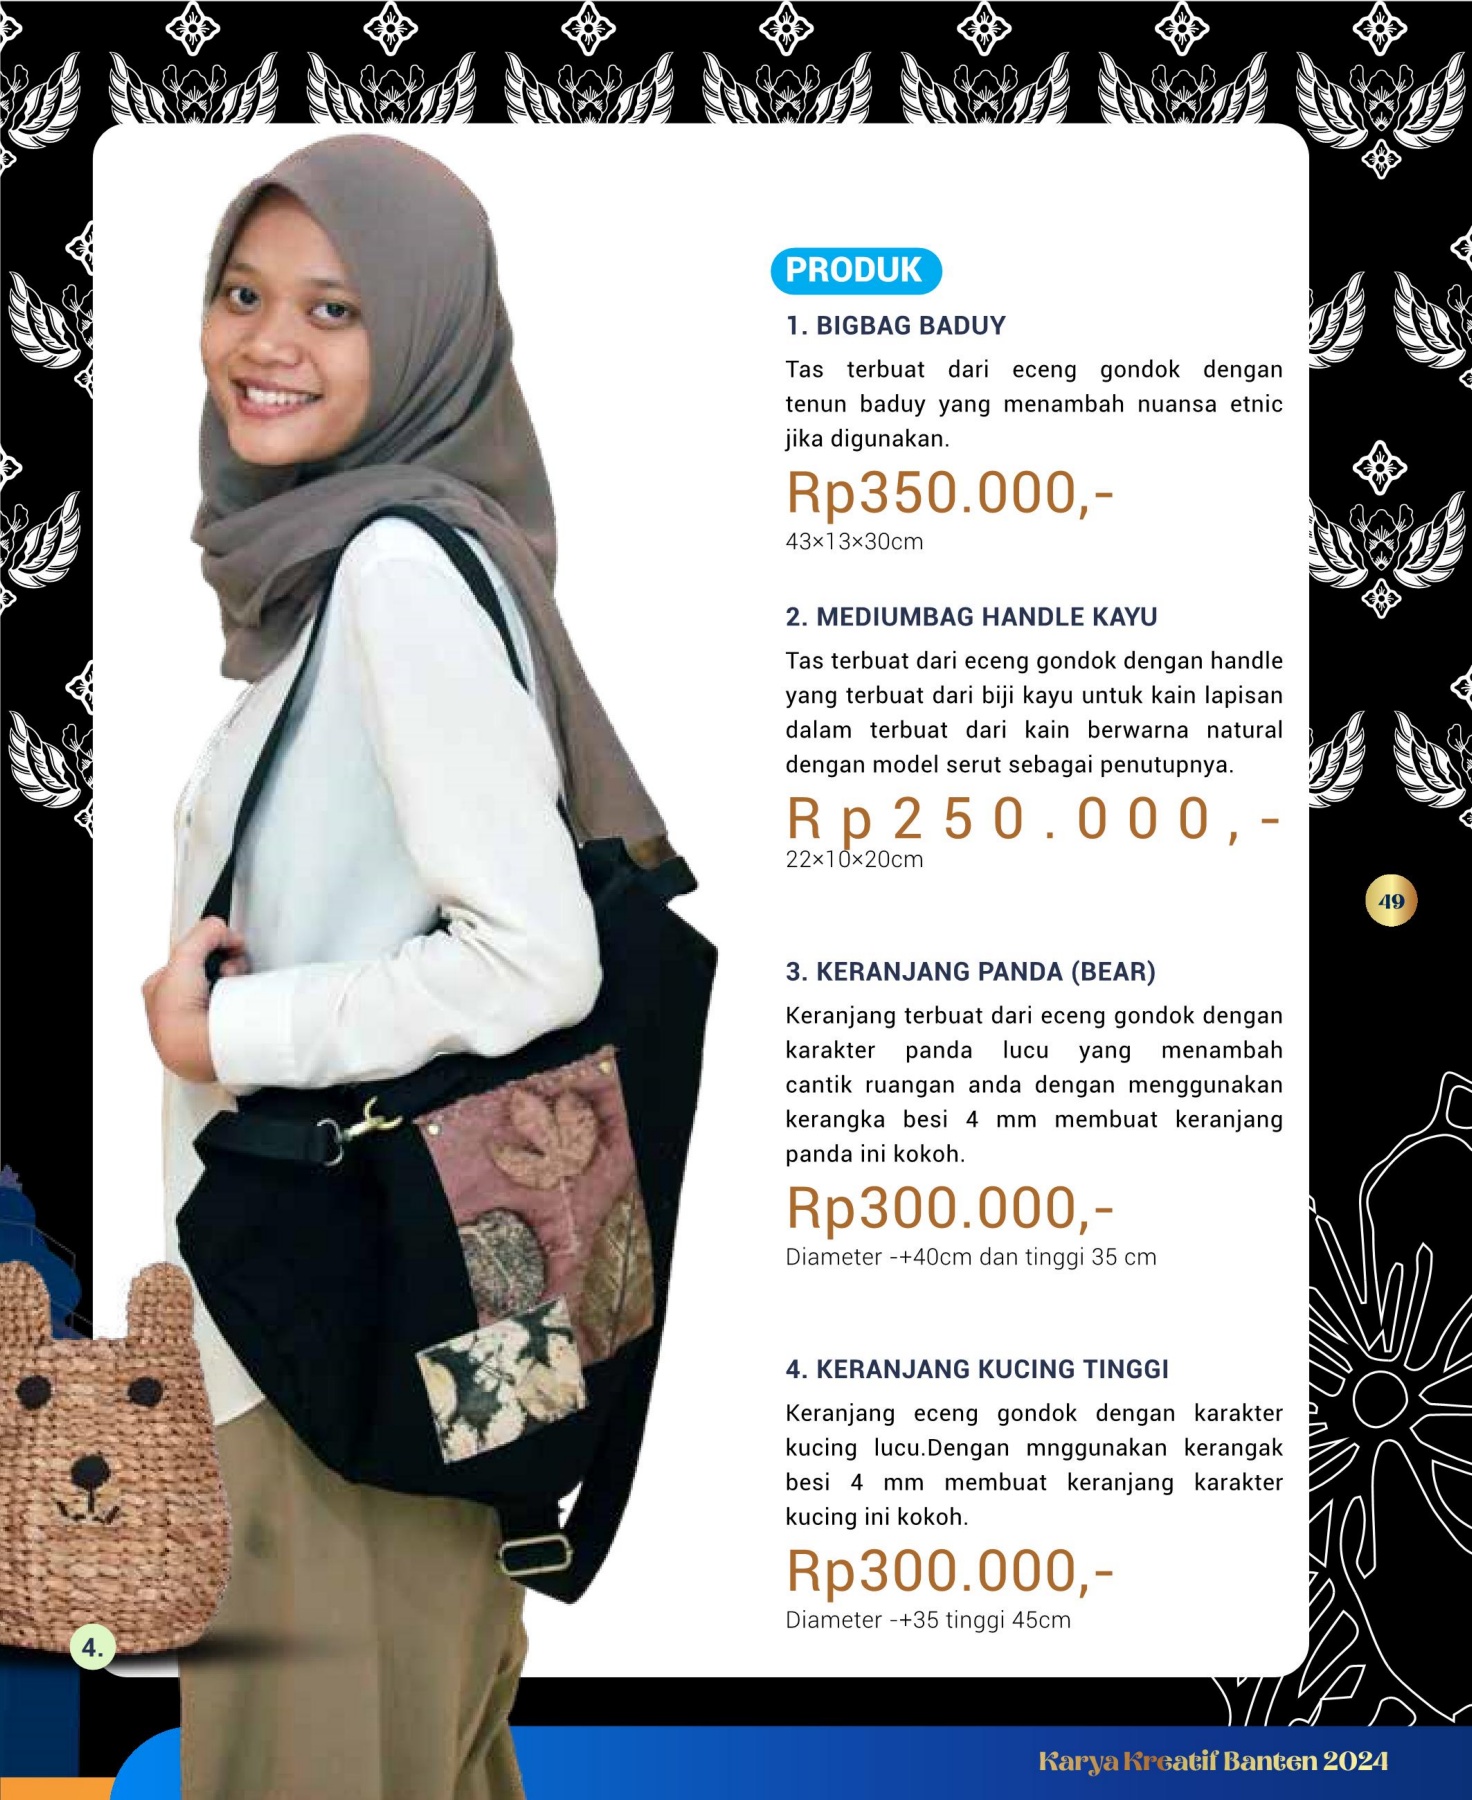 PRODUK
1. BIGBAG BADUY
Tas terbuat dari eceng gondok dengan
tenun baduy yang menambah nuansa etnic
jika digunakan.
Rp350.000,-
43×13×30cm
2. MEDIUMBAG HANDLE KAYU
Tas terbuat dari eceng gondok dengan handle
yang terbuat dari biji kayu untuk kain lapisan
dalam terbuat dari kain berwarna natural
dengan model serut sebagai penutupnya.
Rp250.000,-
22×10×20cm
49
3. KERANJANG PANDA (BEAR)
Keranjang terbuat dari eceng gondok dengan
karakter panda lucu yang menambah
cantik ruangan anda dengan menggunakan
kerangka besi 4 mm membuat keranjang
panda ini kokoh.
Rp300.000,-
Diameter -+40cm dan tinggi 35 cm
4. KERANJANG KUCING TINGGI
Keranjang eceng gondok dengan karakter
kucing lucu.Dengan mnggunakan kerangak
besi 4 mm membuat keranjang karakter
kucing ini kokoh.
Rp300.000,-
Diameter -+35 tinggi 45cm
4.
Karya Kreatif Banten 2024